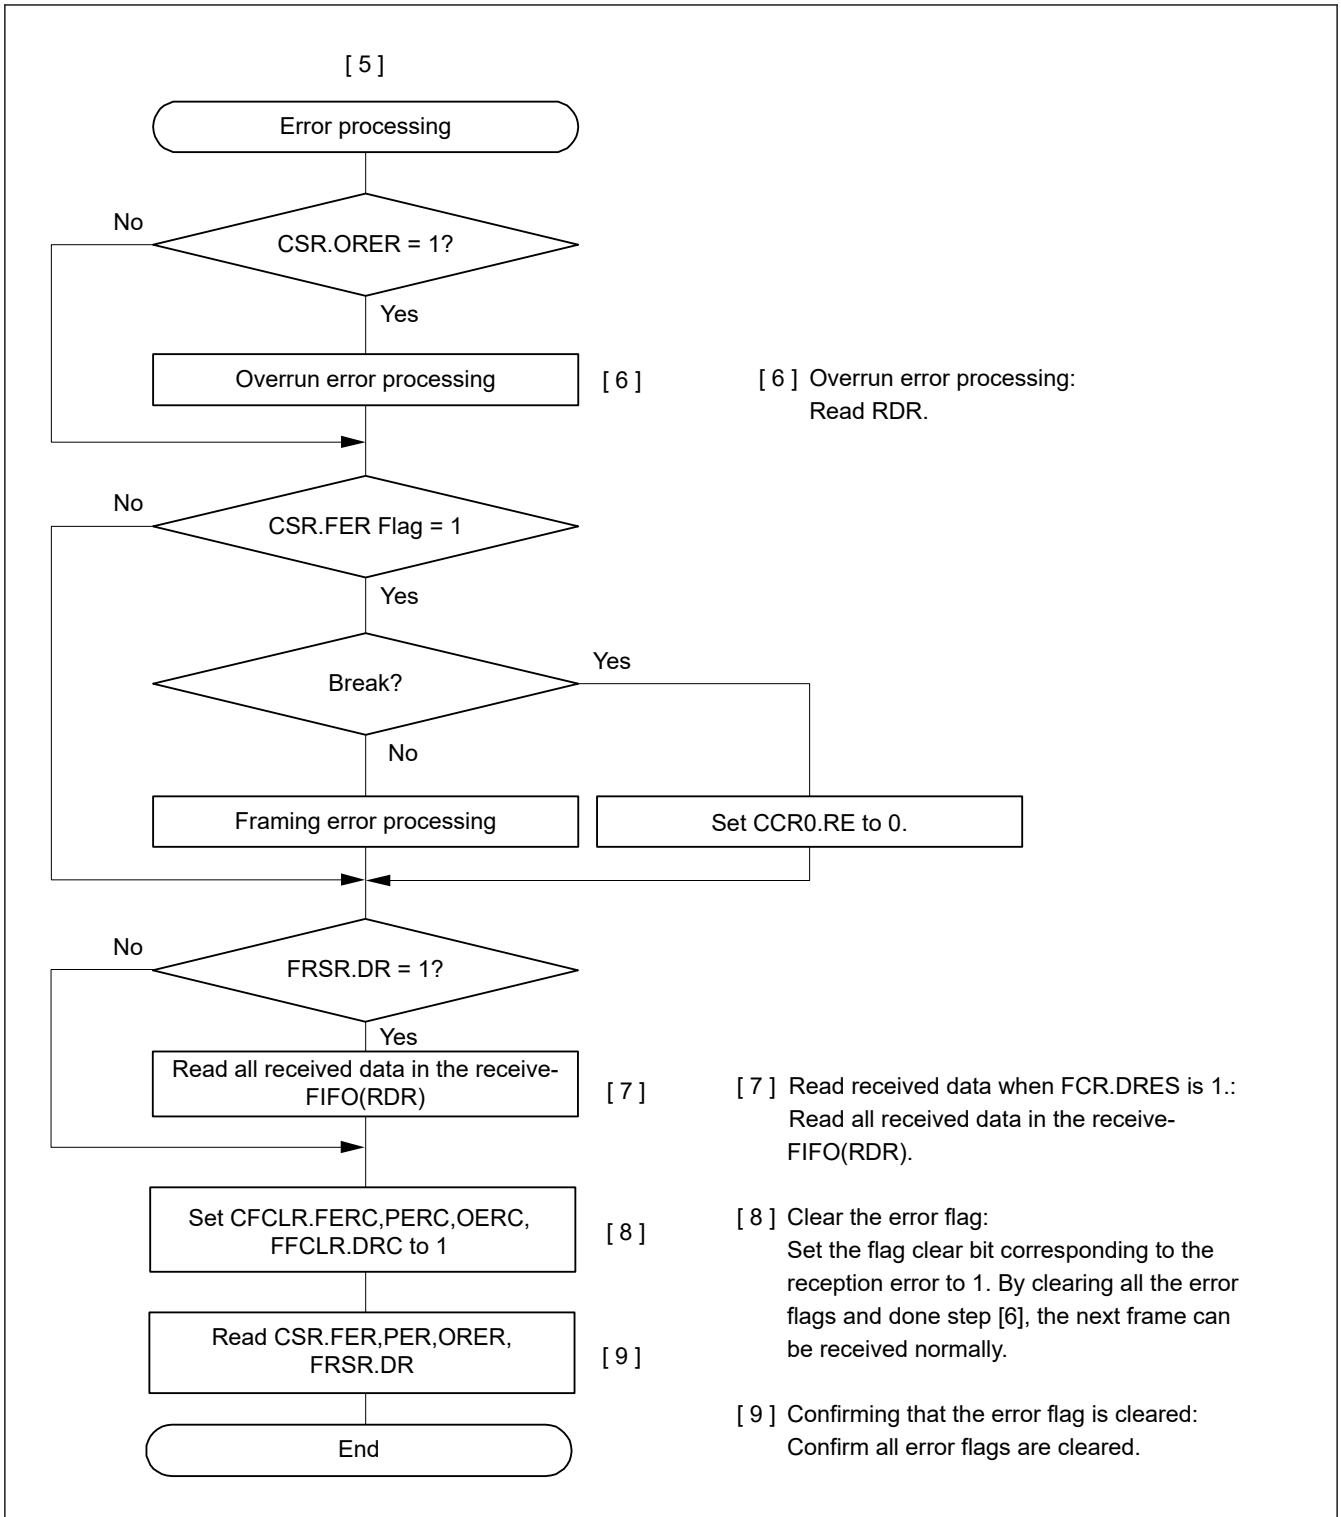 [ 5 ]
Error processing
No
CSR.ORER = 1?
Yes
Overrun error processing
[ 6 ]
[ 6 ] Overrun error processing:
Read RDR.
No
CSR.FER Flag = 1
Yes
Break?
Yes
No
Framing error processing
Set CCR0.RE to 0.
No
FRSR.DR = 1?
Yes
Read all received data in the receive-
FIFO(RDR)
[ 7 ]
[ 7 ] Read received data when FCR.DRES is 1.:
Read all received data in the receive-
FIFO(RDR).
Set CFCLR.FERC,PERC,OERC,
FFCLR.DRC to 1
[ 8 ]
[ 8 ] Clear the error flag:
Set the flag clear bit corresponding to the
reception error to 1. By clearing all the error
flags and done step [6], the next frame can
be received normally.
Read CSR.FER,PER,ORER,
FRSR.DR
[ 9 ]
[ 9 ] Confirming that the error flag is cleared:
Confirm all error flags are cleared.
End